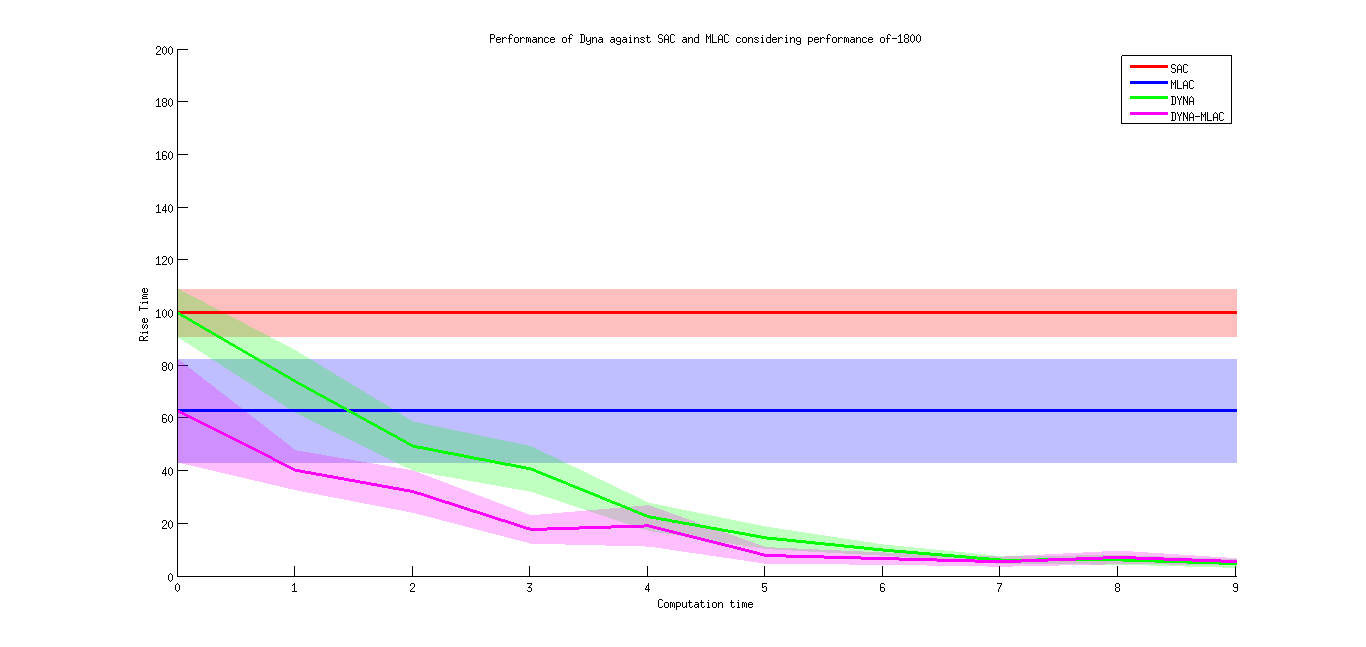 Performance of Dyna against SAC and MLAC considering performance of-1800
SAC
MLAC
DYNA
DYNA-MLAC
200
180
160
140
120
100
80
60
40
20
0
Rise Time
0 1 2 3 4 5 6 7 8 9
Computation time